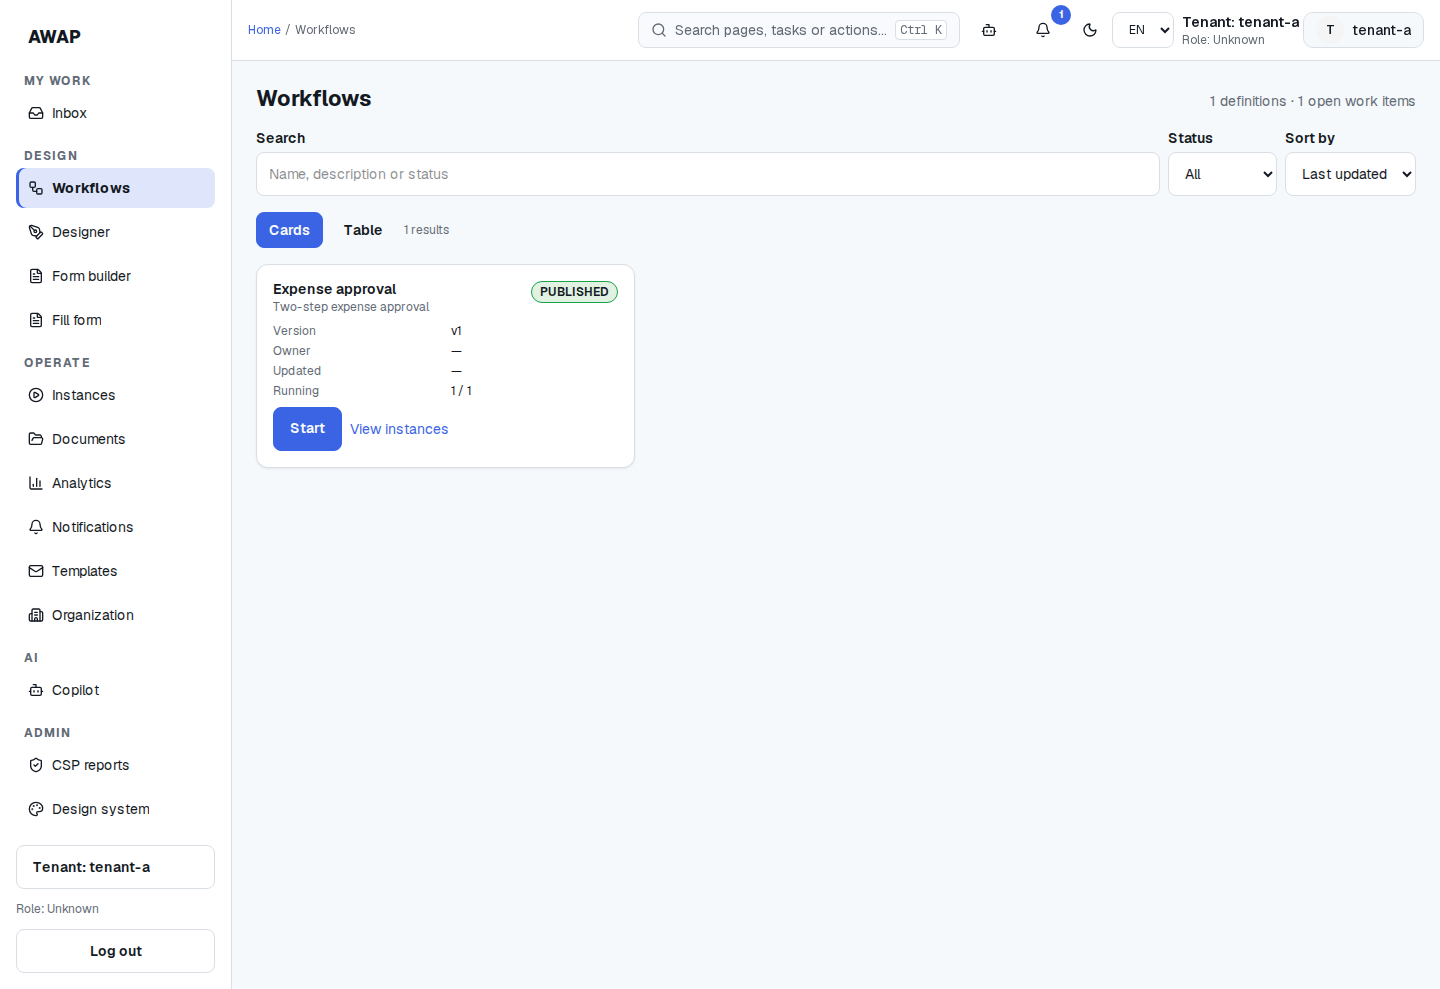 AWAP
MY WORK
Inbox
DESIGN
Workflows
Designer
Form builder
Fill form
OPERATE
Instances
Documents
Analytics
Notifications
Templates
Organization
AI
Copilot
ADMIN
CSP reports
Design system
Tenant: tenant-a
Role: Unknown
Log out
Home / Workflows
Search pages, tasks or actions... Ctrl K
1
EN
Tenant: tenant-a
Role: Unknown
T tenant-a
Workflows
1 definitions · 1 open work items
Search
Name, description or status
Status
All
Sort by
Last updated
Cards Table 1 results
Expense approval
PUBLISHED
Two-step expense approval
Version v1
Owner —
Updated —
Running 1 / 1
Start View instances